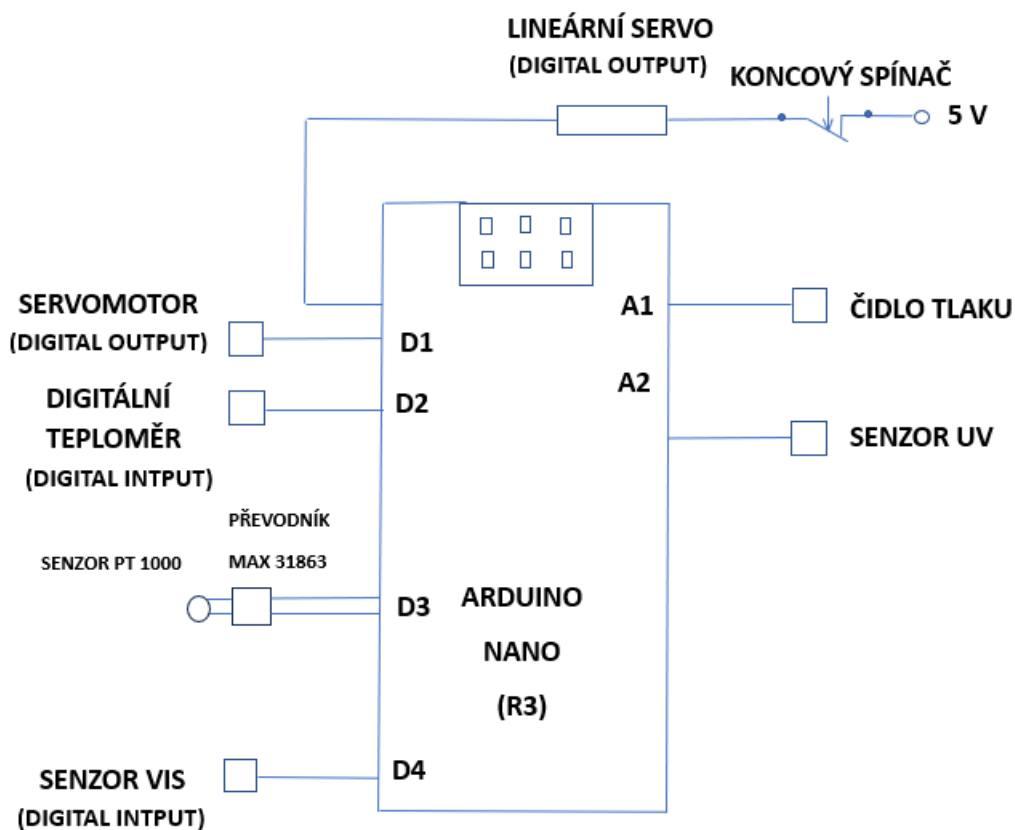 LINEÁRNÍ SERVO
(DIGITAL OUTPUT)
KONCOVÝ SPÍNAČ
5 V
SERVOMOTOR
(DIGITAL OUTPUT)
D1
DIGITÁLNÍ
TEPLOMĚR
(DIGITAL INTPUT)
D2
PŘEVODNÍK
MAX 31863
SENZOR PT 1000
D3
SENZOR VIS
(DIGITAL INTPUT)
D4
ARDUINO
NANO
(R3)
A1
ČIDLO TLAKU
A2
SENZOR UV